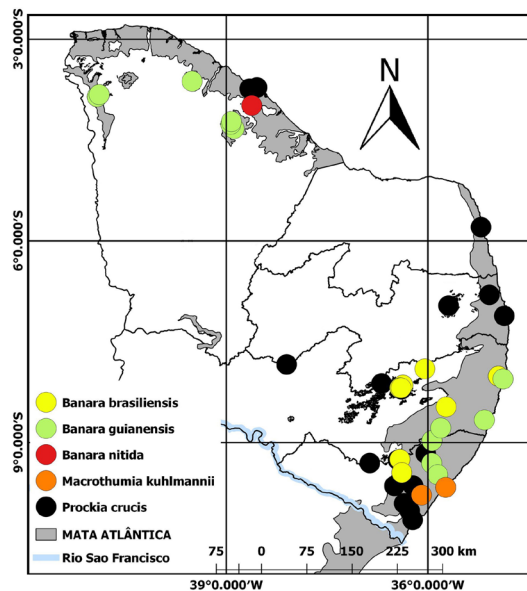 3°0.000'S
N
6°0.000'S
Banara brasiliensis
Banara guianensis
Banara nitida
9°0.000'S
Macrothumia kuhlmannii
Prockia crucis
MATA ATLÂNTICA
Rio Sao Francisco
75 0 75 150 225 300 km
39°0.000'W 36°0.000'W